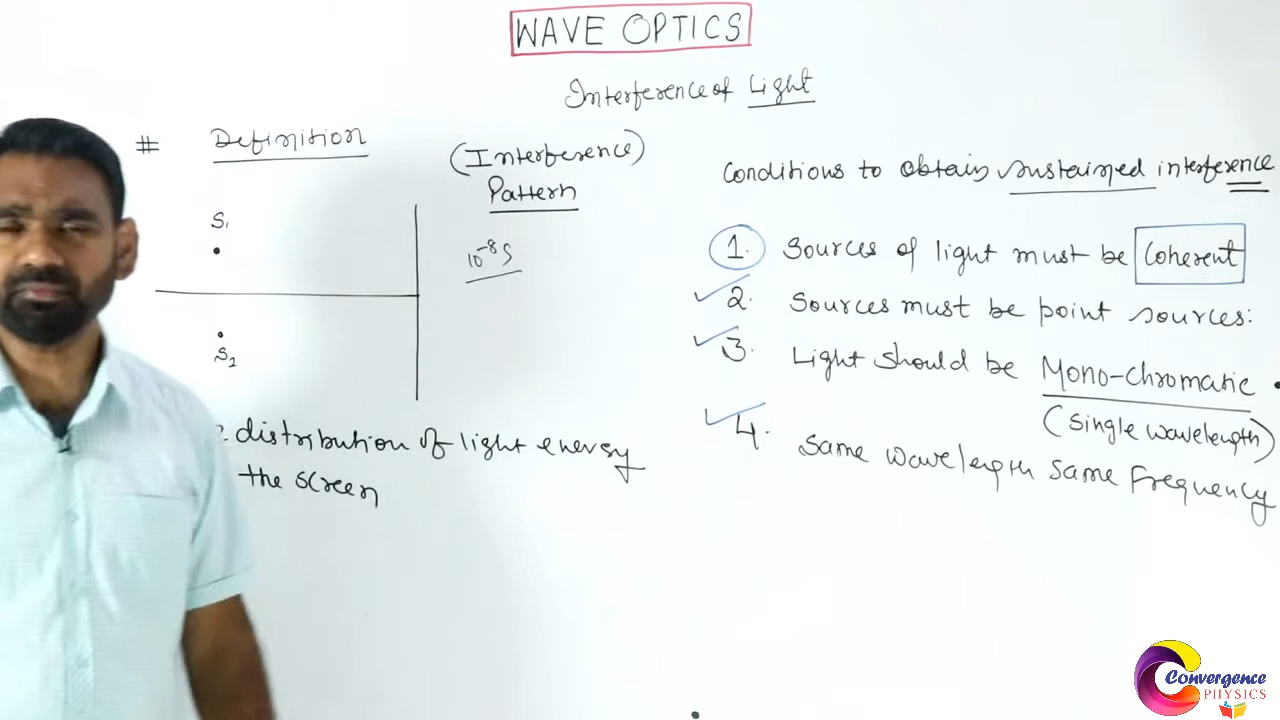 WAVE OPTICS
Interference of Light
# Definition
(Interference)
Pattern
S1
10⁻⁸ S
S2
distribution of light energy
the screen
Conditions to obtain sustained interference
1. Sources of light must be Coherent
2. Sources must be point sources:
3. Light should be Mono-chromatic
(single wavelength)
4. Same wavelength same frequency
Convergence
PHYSICS